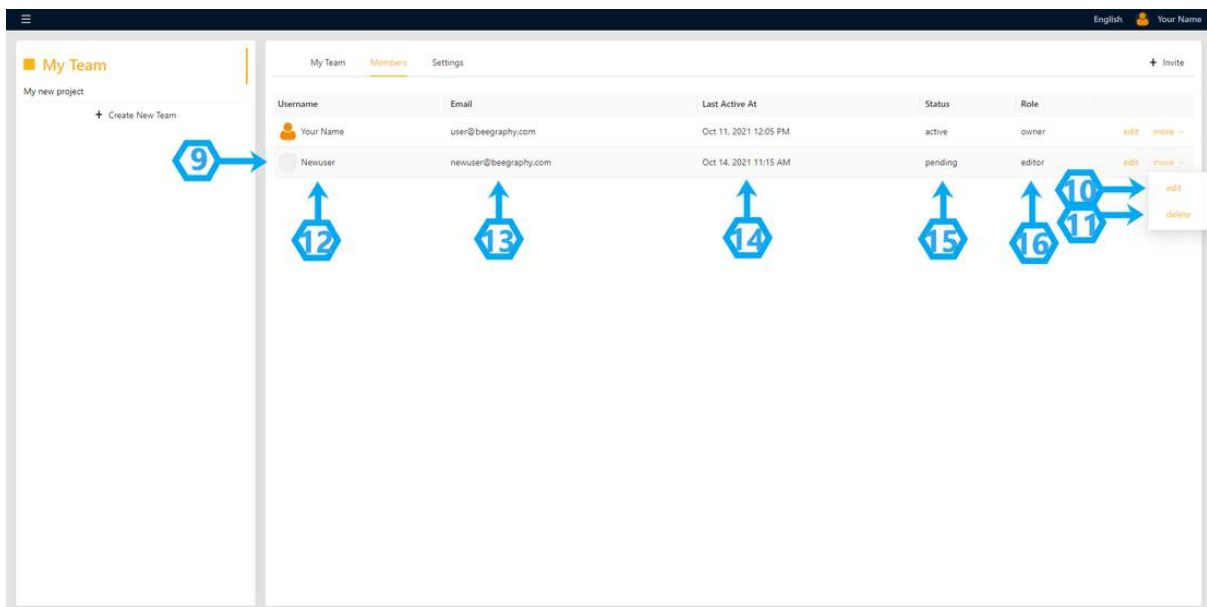 English Your Name
My Team
My new project
+ Create New Team
My Team Members Settings + Invite
Username Email Last Active At Status Role
Your Name user@beegraphy.com Oct 11, 2021 12:05 PM active owner edit more
Newuser newuser@beegraphy.com Oct 14, 2021 11:15 AM pending editor edit more
edit
delete
9
10
11
12 13 14 15 16